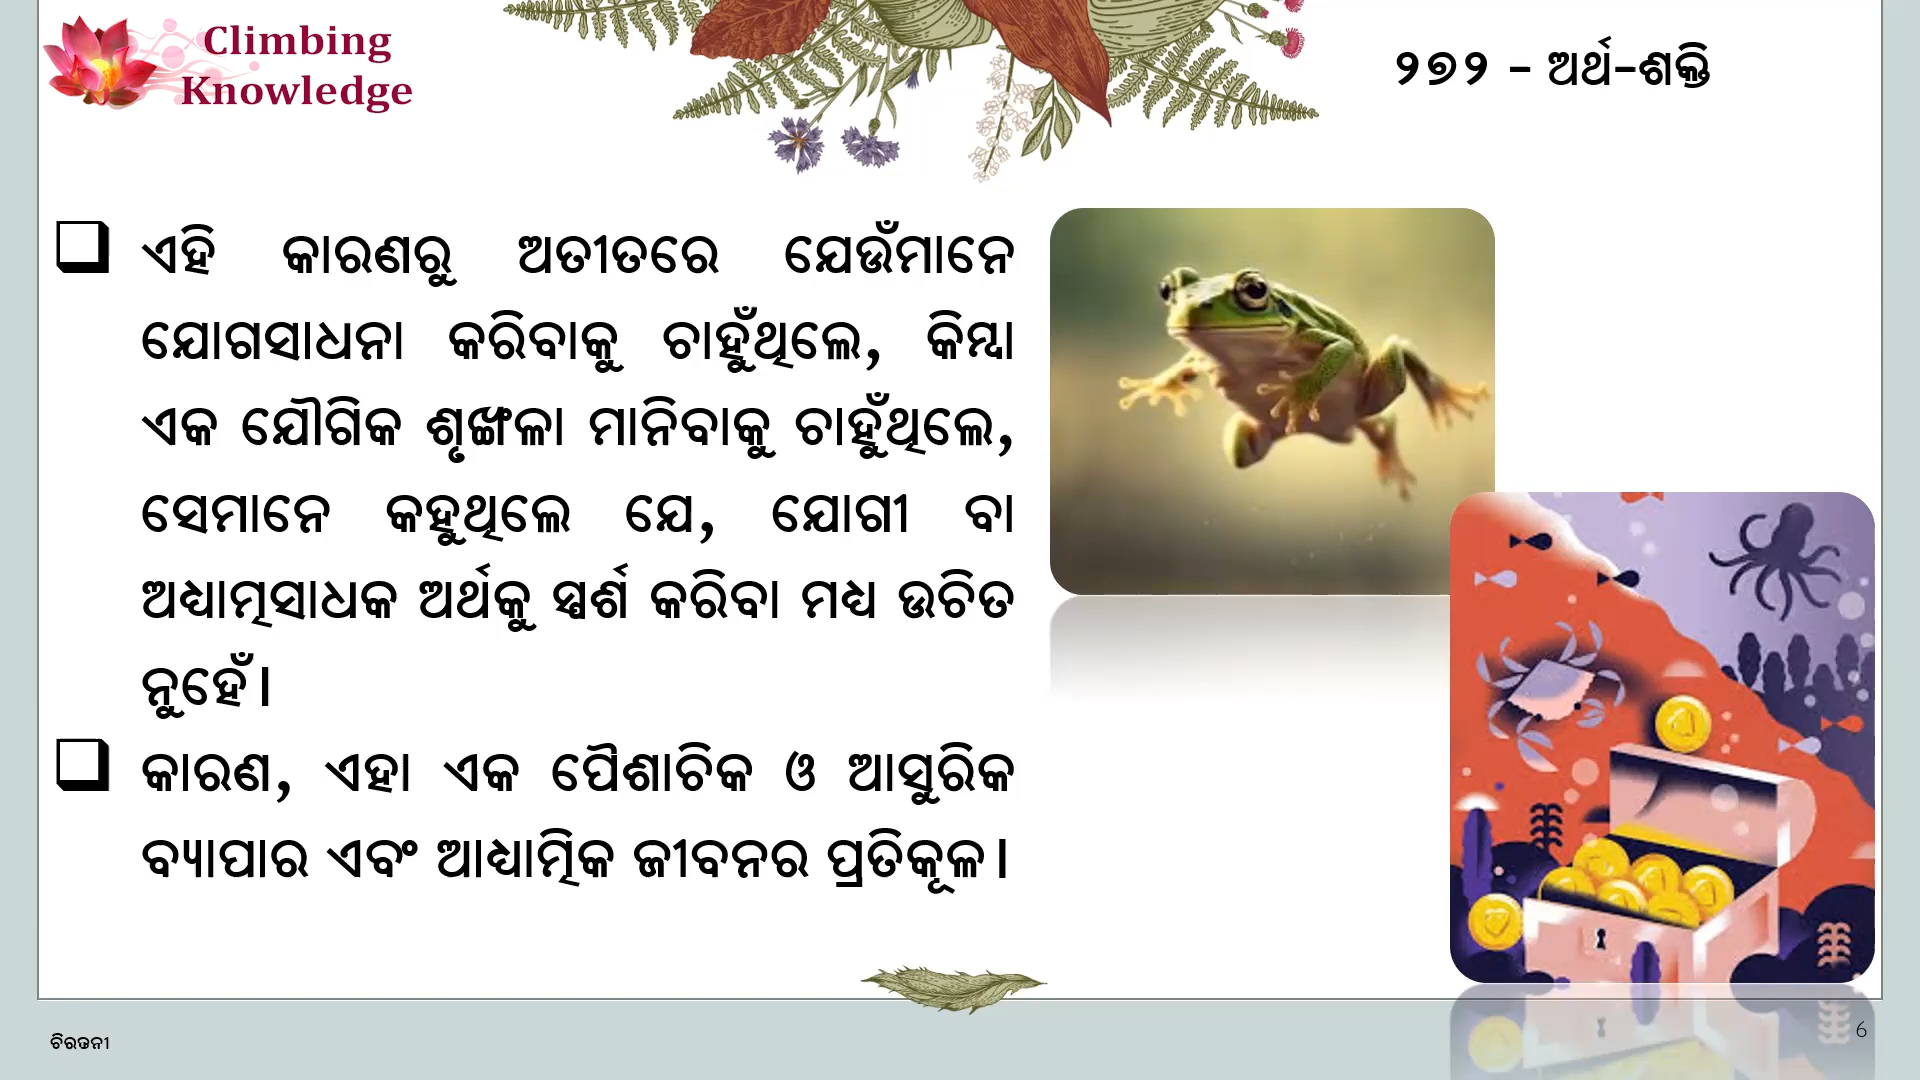 Climbing
Knowledge
୨୭୨ – ଅର୍ଥ-ଶକ୍ତି
ଏହି କାରଣରୁ ଅତୀତରେ ଯେଉଁମାନେ
ଯୋଗସାଧନା କରିବାକୁ ଚାହୁଁଥିଲେ, କିମ୍ବା
ଏକ ଯୌଗିକ ଶୃଙ୍ଖଳା ମାନିବାକୁ ଚାହୁଁଥିଲେ,
ସେମାନେ କହୁଥିଲେ ଯେ, ଯୋଗୀ ବା
ଅଧ୍ୟାତ୍ମସାଧକ ଅର୍ଥକୁ ସ୍ପର୍ଶ କରିବା ମଧ୍ୟ ଉଚିତ
ନୁହେଁ।
କାରଣ, ଏହା ଏକ ପୈଶାଚିକ ଓ ଆସୁରିକ
ବ୍ୟାପାର ଏବଂ ଆଧ୍ୟାତ୍ମିକ ଜୀବନର ପ୍ରତିକୂଳ।
ଚିରନ୍ତନୀ
6